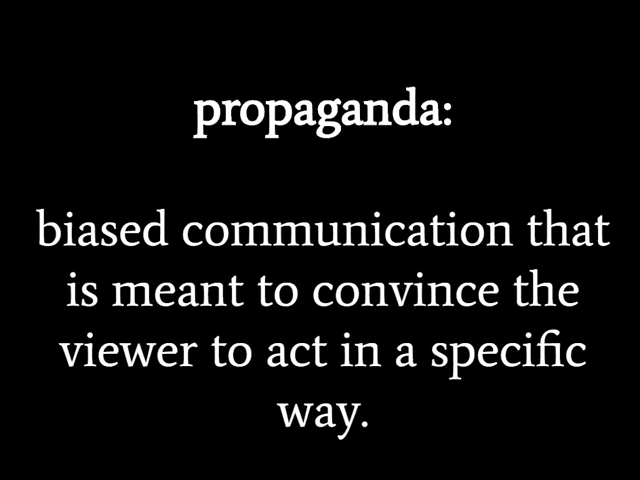 propaganda:
biased communication that
is meant to convince the
viewer to act in a specific
way.